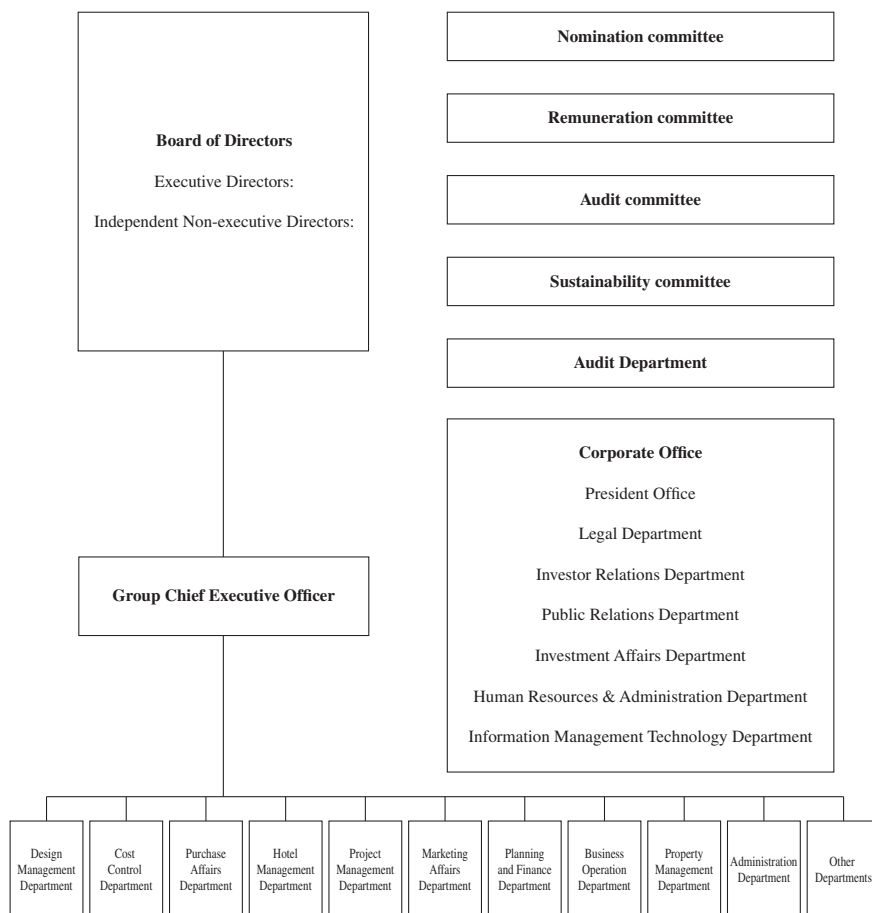 Board of Directors
Executive Directors:
Independent Non-executive Directors:
Nomination committee
Remuneration committee
Audit committee
Sustainability committee
Audit Department
Corporate Office
President Office
Legal Department
Investor Relations Department
Public Relations Department
Investment Affairs Department
Human Resources & Administration Department
Information Management Technology Department
Group Chief Executive Officer
Design
Management
Department
Cost
Control
Department
Purchase
Affairs
Department
Hotel
Management
Department
Project
Management
Department
Marketing
Affairs
Department
Planning
and Finance
Department
Business
Operation
Department
Property
Management
Department
Administration
Department
Other
Departments